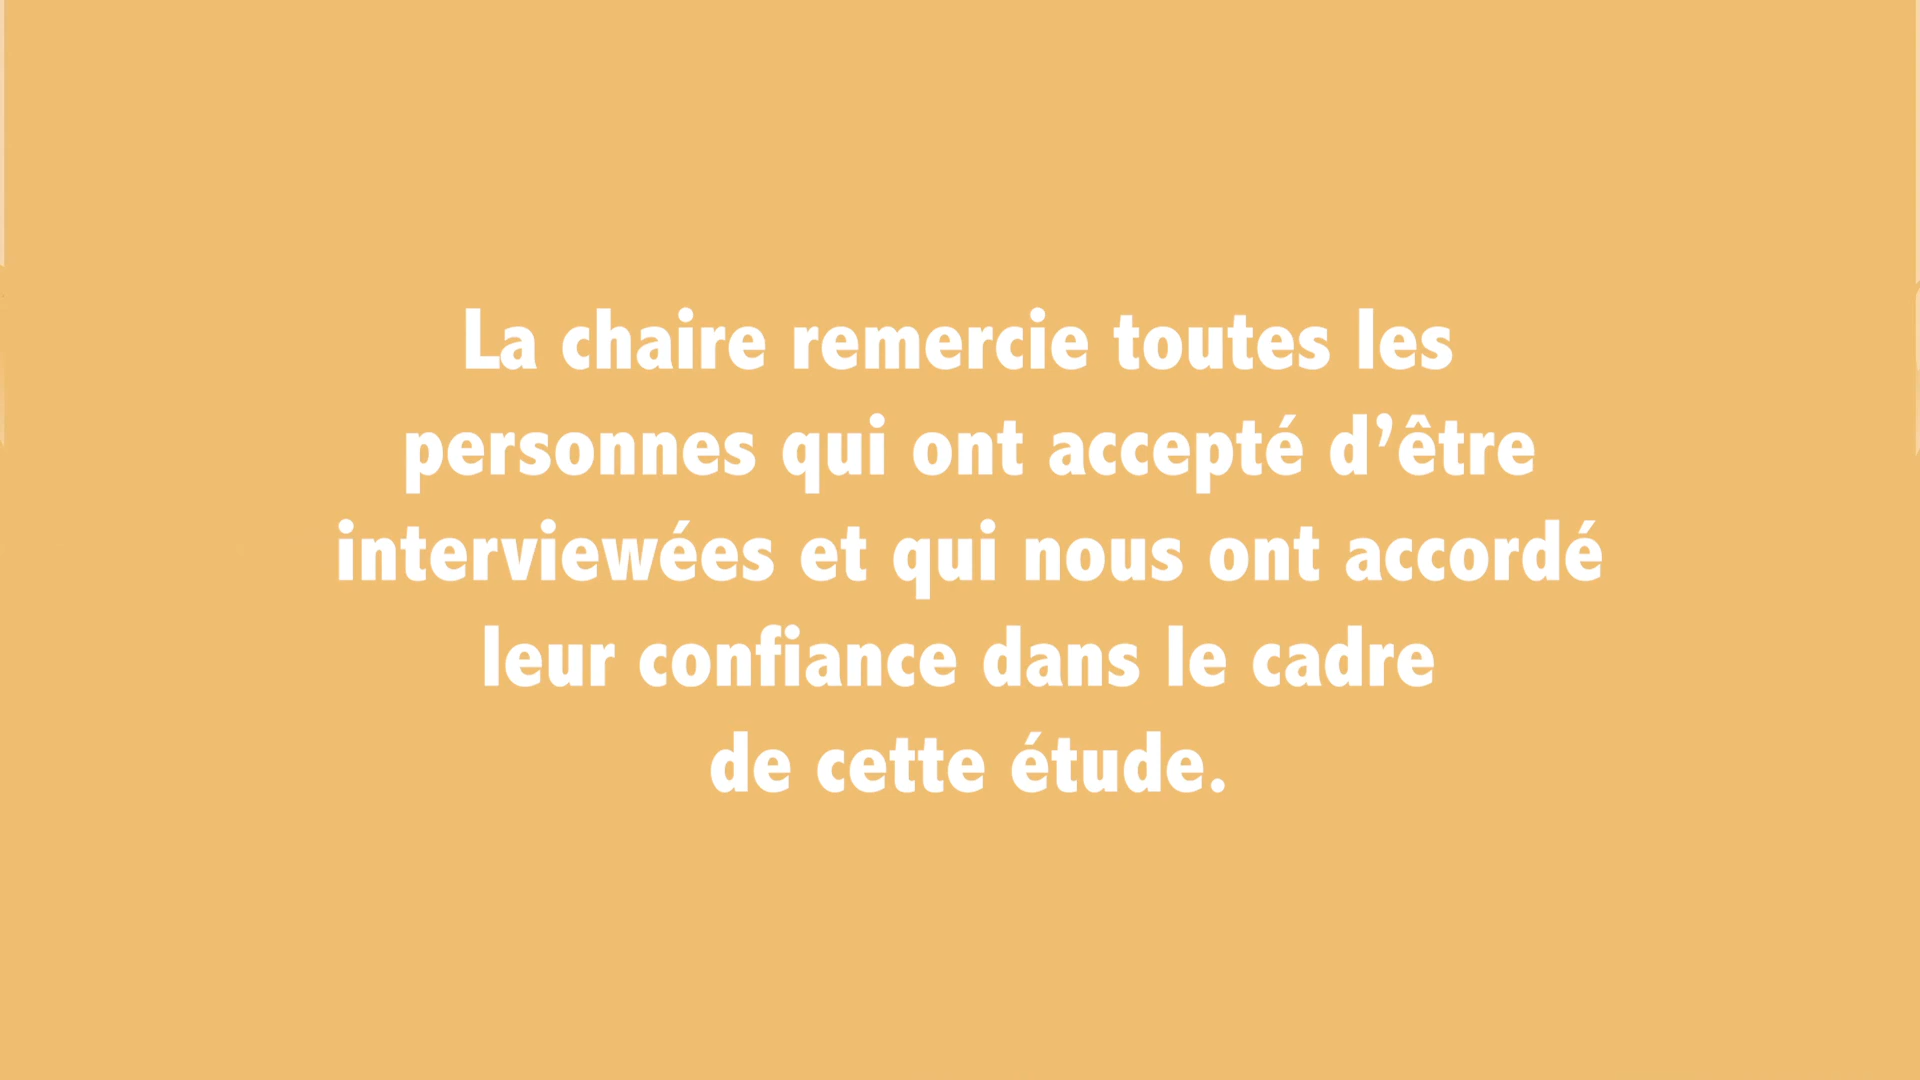 La chaire remercie toutes les
personnes qui ont accepté d’être
interviewées et qui nous ont accordé
leur confiance dans le cadre
de cette étude.